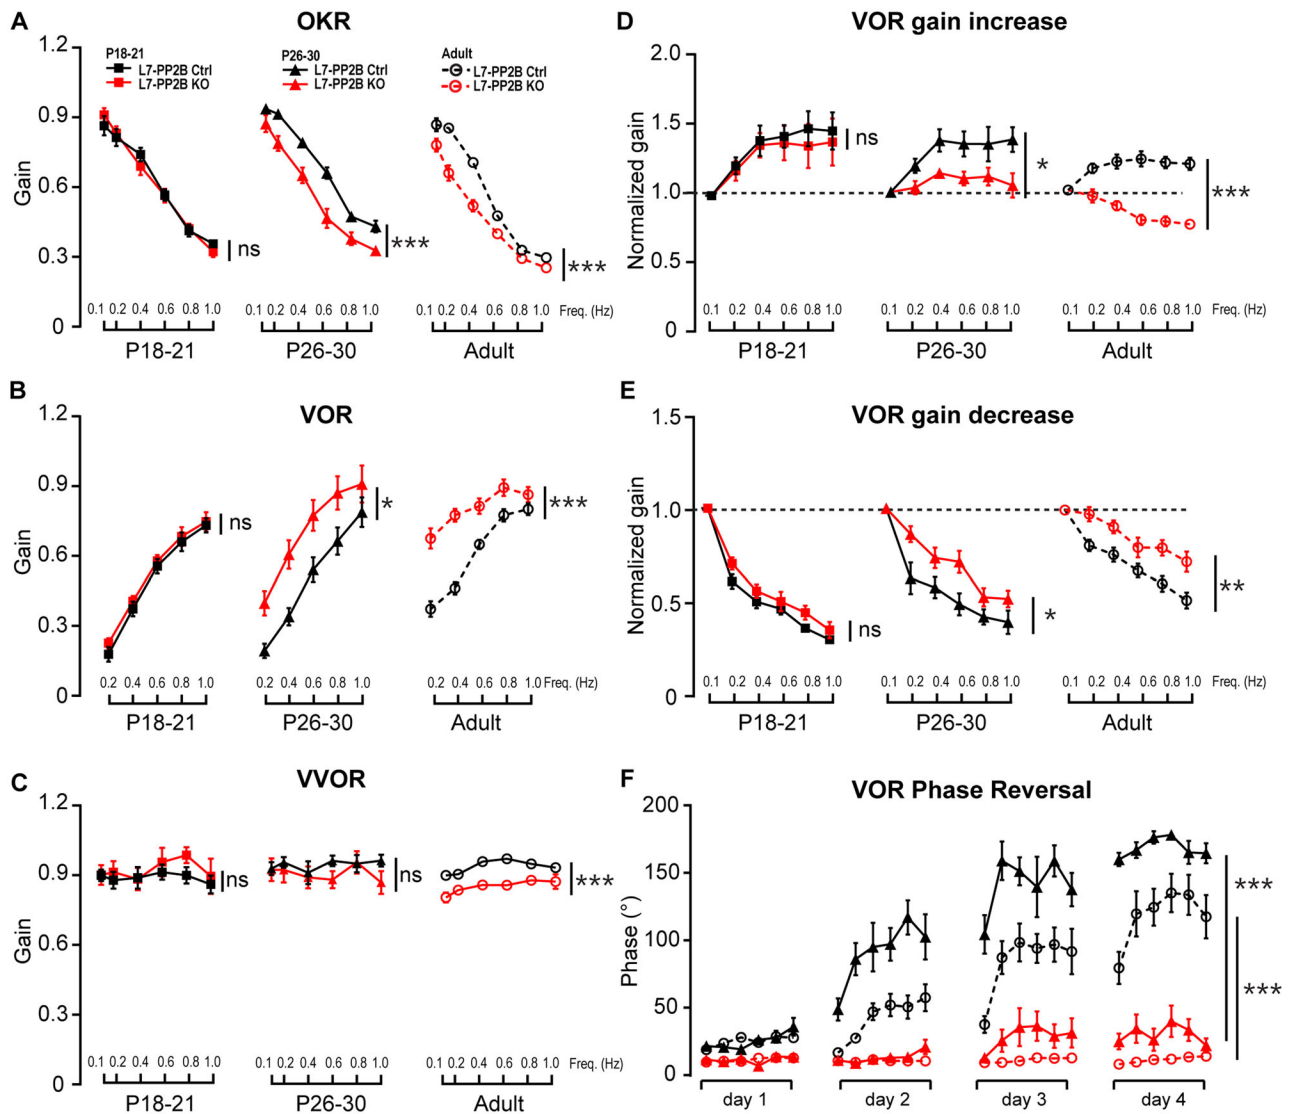 A
OKR
1.2
0.9
0.6
0.3
0
Gain
P18-21
L7-PP2B Ctrl
L7-PP2B KO
P26-30
L7-PP2B Ctrl
L7-PP2B KO
Adult
L7-PP2B Ctrl
L7-PP2B KO
ns
***
***
0.1 0.2 0.4 0.6 0.8 1.0
0.1 0.2 0.4 0.6 0.8 1.0
0.1 0.2 0.4 0.6 0.8 1.0 Freq. (Hz)
P18-21 P26-30 Adult
D
VOR gain increase
2.0
1.5
1.0
0.5
0
Normalized gain
ns
*
***
0.1 0.2 0.4 0.6 0.8 1.0
0.1 0.2 0.4 0.6 0.8 1.0
0.1 0.2 0.4 0.6 0.8 1.0 Freq. (Hz)
P18-21 P26-30 Adult
B
VOR
1.2
0.9
0.6
0.3
0
Gain
ns
*
***
0.2 0.4 0.6 0.8 1.0
0.2 0.4 0.6 0.8 1.0
0.2 0.4 0.6 0.8 1.0 Freq. (Hz)
P18-21 P26-30 Adult
E
VOR gain decrease
1.5
1.0
0.5
0
Normalized gain
ns
*
**
0.1 0.2 0.4 0.6 0.8 1.0
0.1 0.2 0.4 0.6 0.8 1.0
0.1 0.2 0.4 0.6 0.8 1.0 Freq. (Hz)
P18-21 P26-30 Adult
C
VVOR
1.2
0.9
0.6
0.3
0
Gain
ns
ns
***
0.1 0.2 0.4 0.6 0.8 1.0
0.1 0.2 0.4 0.6 0.8 1.0
0.1 0.2 0.4 0.6 0.8 1.0 Freq. (Hz)
P18-21 P26-30 Adult
F
VOR Phase Reversal
200
150
100
50
0
Phase (°)
***
***
day 1 day 2 day 3 day 4